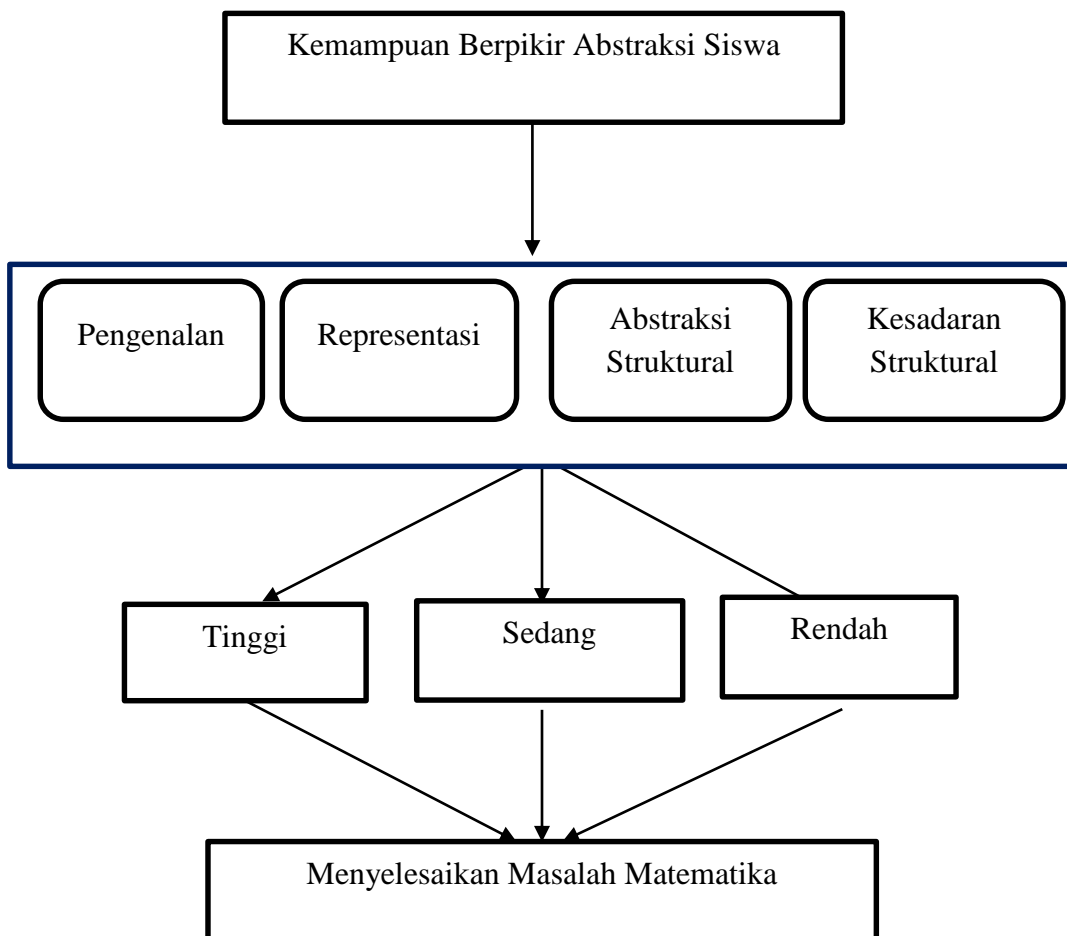 Kemampuan Berpikir Abstraksi Siswa
Pengenalan
Representasi
Abstraksi
Struktural
Kesadaran
Struktural
Tinggi
Sedang
Rendah
Menyelesaikan Masalah Matematika